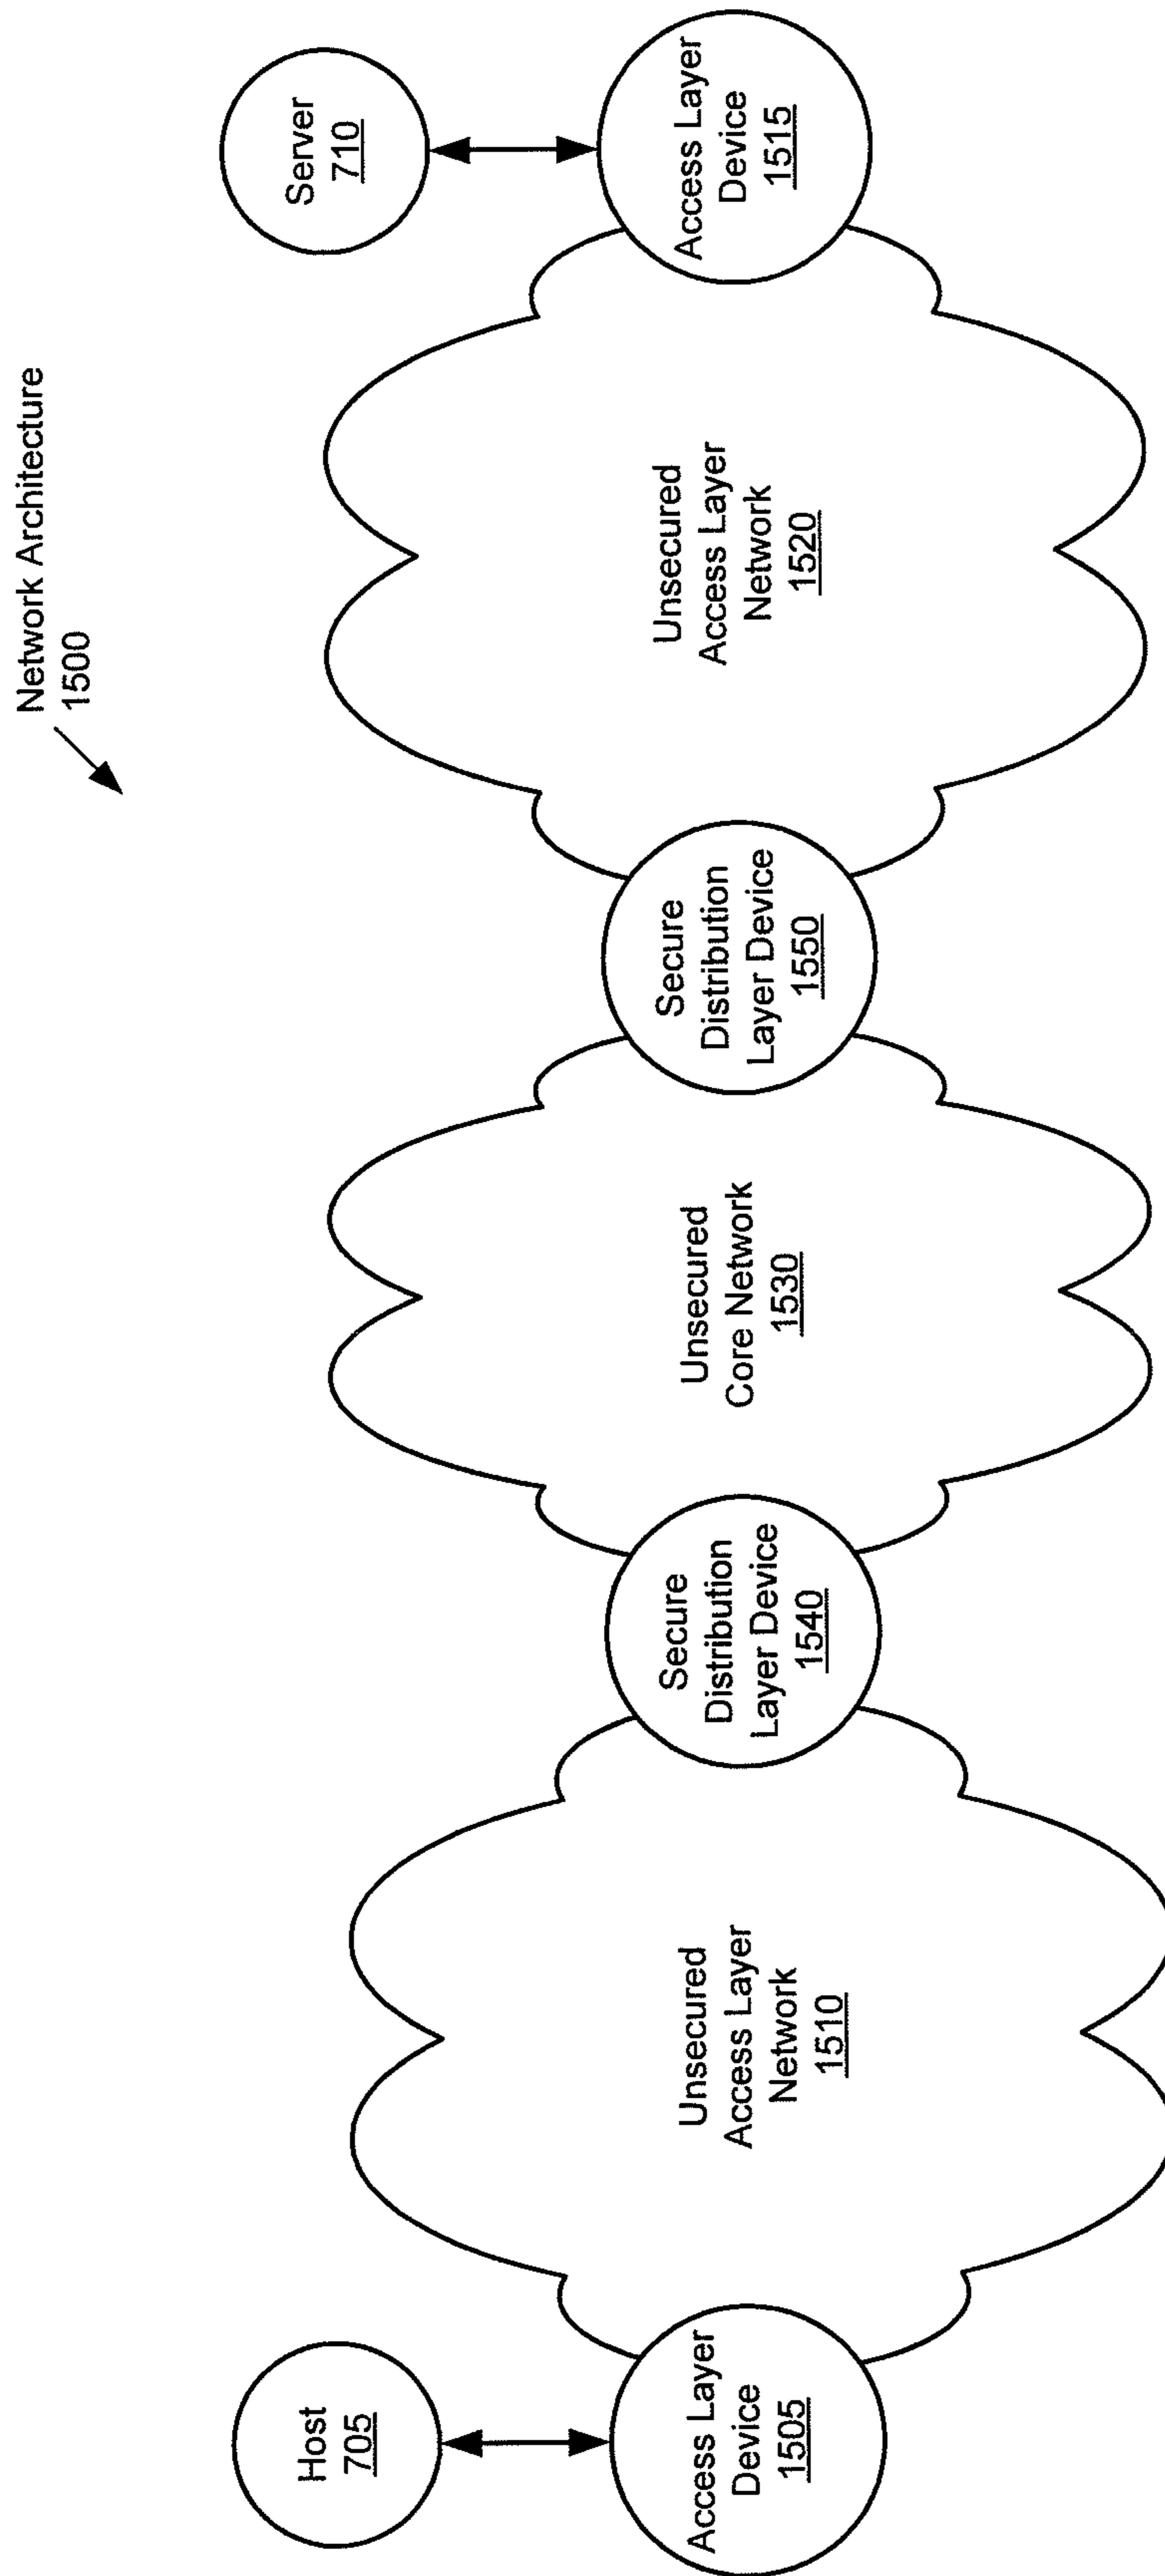 Network Architecture
1500
Host
705
Server
710
Access Layer
Device
1505
Unsecured
Access Layer
Network
1510
Secure
Distribution
Layer Device
1540
Unsecured
Core Network
1530
Secure
Distribution
Layer Device
1550
Unsecured
Access Layer
Network
1520
Access Layer
Device
1515